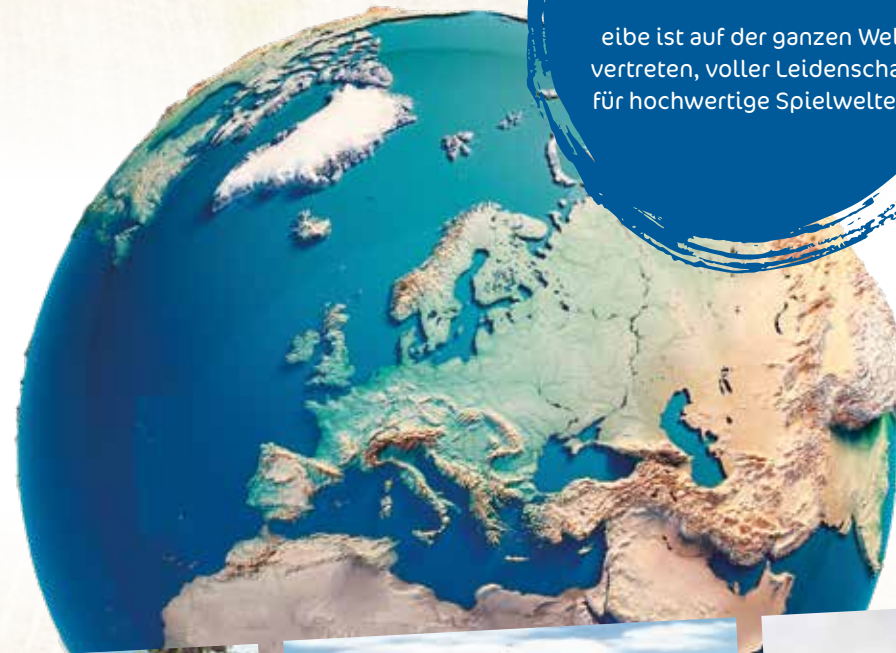 eibe ist auf der ganzen Wel
vertreten, voller Leidenscha
für hochwertige Spielwelte